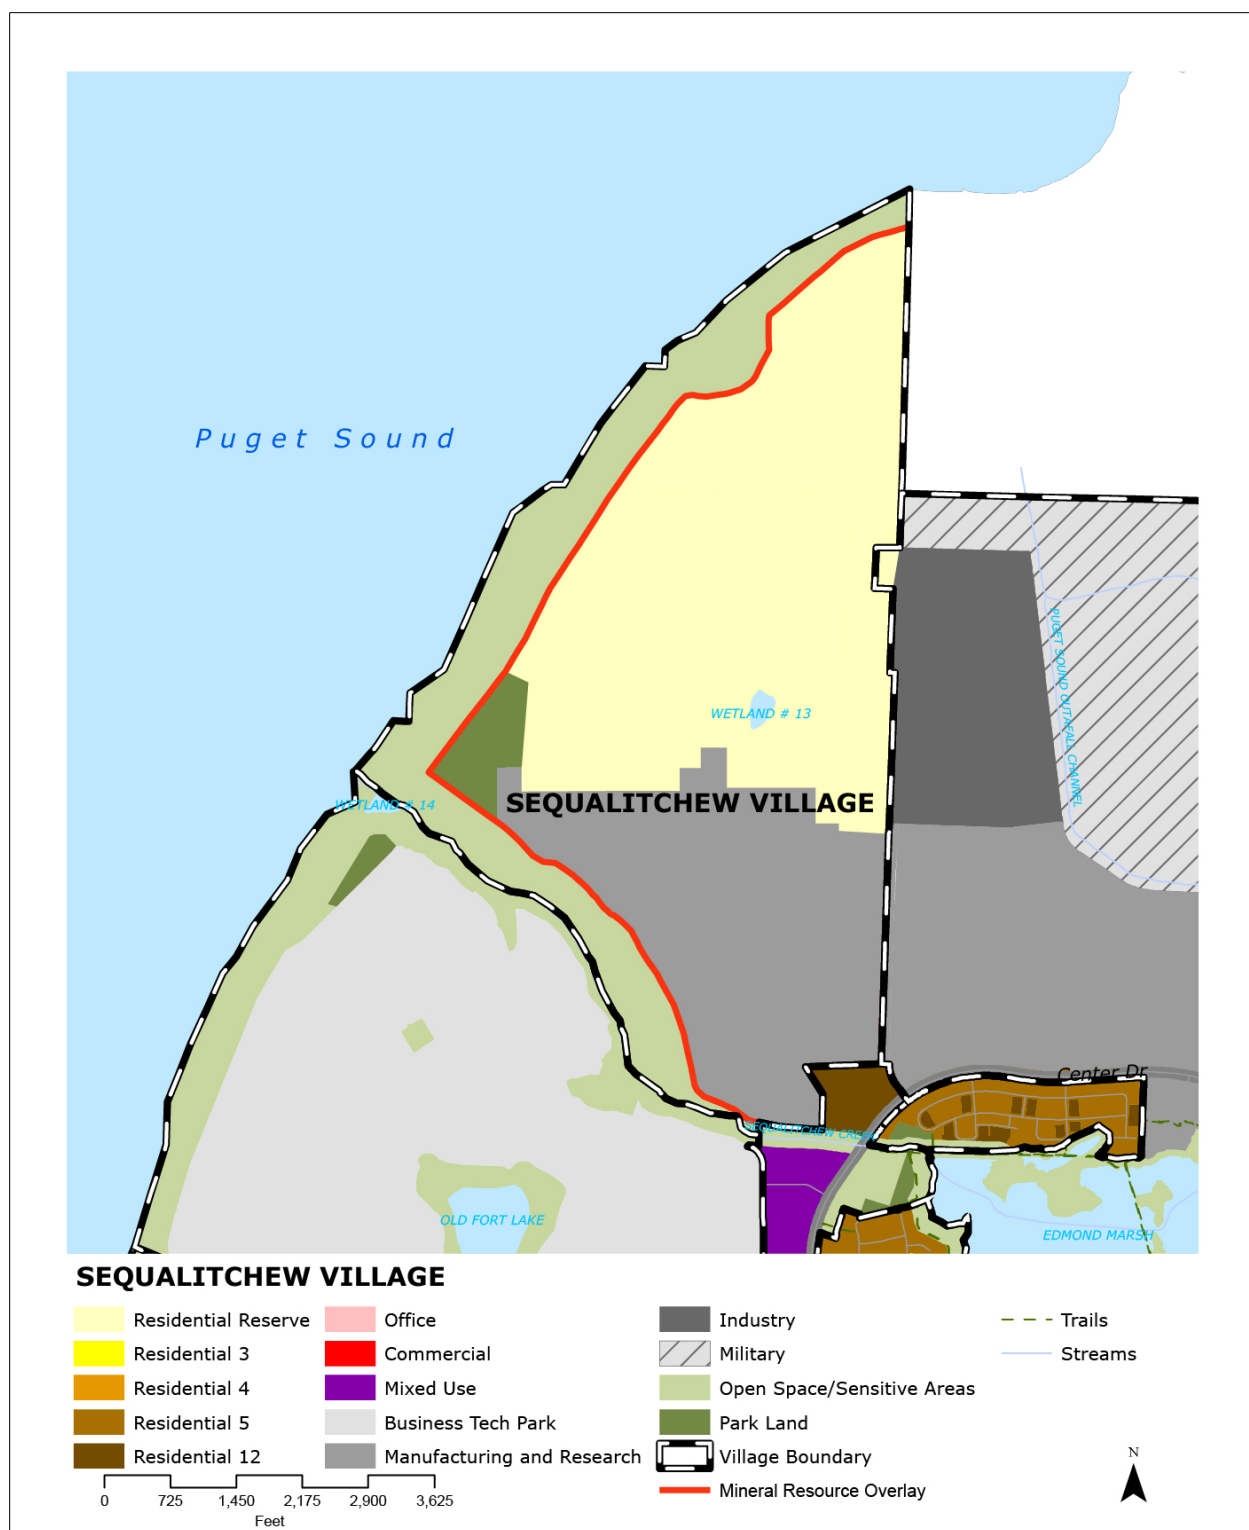 Puget Sound
PUGET SOUND OUTAFALL CHANNEL
WETLAND # 13
SEQUALITCHEW VILLAGE
WETLAND # 14
Center Dr
SEQUALITCHEW CREEK
OLD FORT LAKE
EDMOND MARSH
SEQUALITCHEW VILLAGE
Residential Reserve
Residential 3
Residential 4
Residential 5
Residential 12
Office
Commercial
Mixed Use
Business Tech Park
Manufacturing and Research
Industry
Military
Open Space/Sensitive Areas
Park Land
Village Boundary
Mineral Resource Overlay
Trails
Streams
N
0 725 1,450 2,175 2,900 3,625
Feet